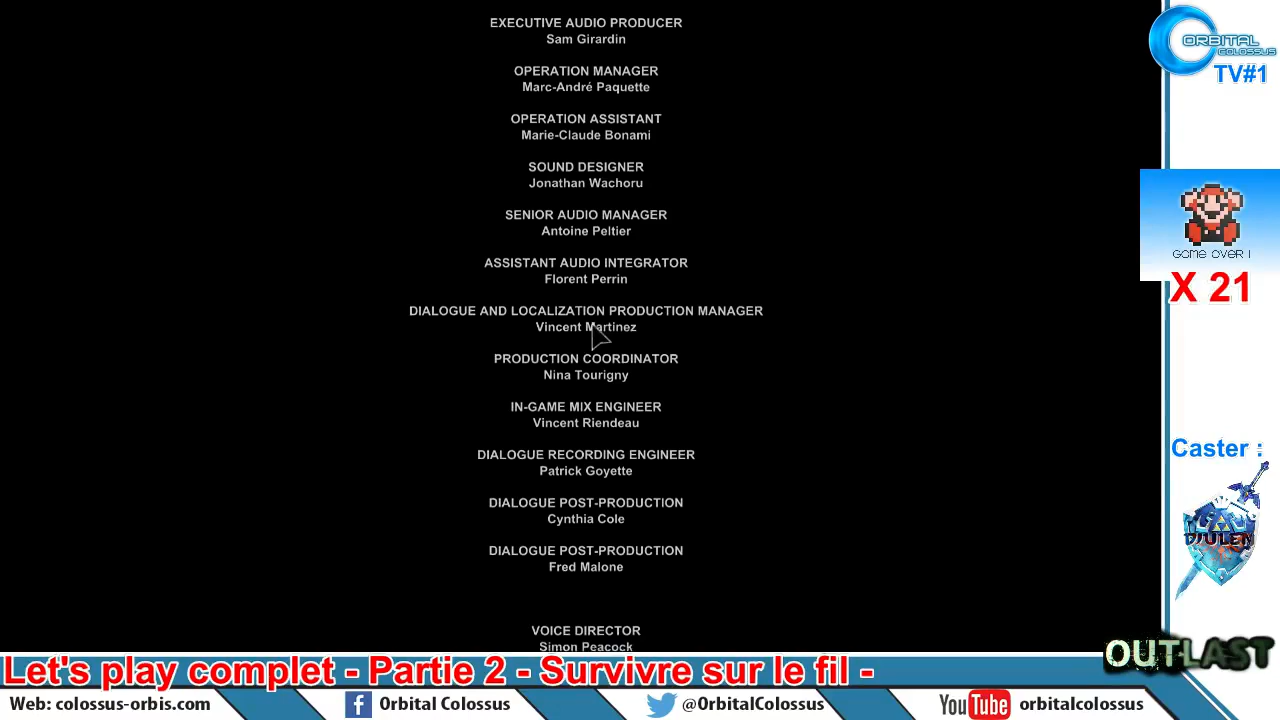 EXECUTIVE AUDIO PRODUCER
Sam Girardin
OPERATION MANAGER
Marc-André Paquette
OPERATION ASSISTANT
Marie-Claude Bonami
SOUND DESIGNER
Jonathan Wachoru
SENIOR AUDIO MANAGER
Antoine Peltier
ASSISTANT AUDIO INTEGRATOR
Florent Perrin
DIALOGUE AND LOCALIZATION PRODUCTION MANAGER
Vincent Martinez
PRODUCTION COORDINATOR
Nina Tourigny
IN-GAME MIX ENGINEER
Vincent Riendeau
DIALOGUE RECORDING ENGINEER
Patrick Goyette
DIALOGUE POST-PRODUCTION
Cynthia Cole
DIALOGUE POST-PRODUCTION
Fred Malone
VOICE DIRECTOR
Simon Peacock
ORBITAL
COLOSSUS
TV#1
GAME OVER !
X 21
Caster :
DJULEN
OUTLAST
Let's play complet - Partie 2 - Survivre sur le fil -
Web: colossus-orbis.com
Orbital Colossus
@OrbitalColossus
YouTube orbitalcolossus